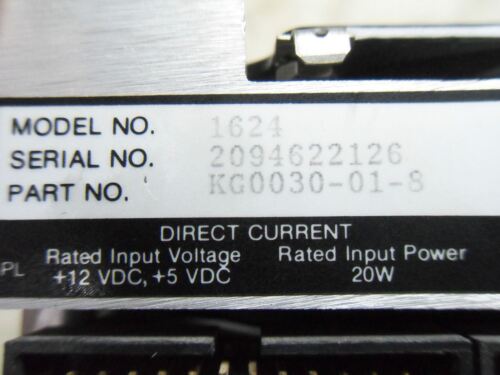 MODEL NO. 1624
SERIAL NO. 2094622126
PART NO. KG0030-01-8
DIRECT CURRENT
Rated Input Voltage Rated Input Power
PL +12 VDC, +5 VDC 20W